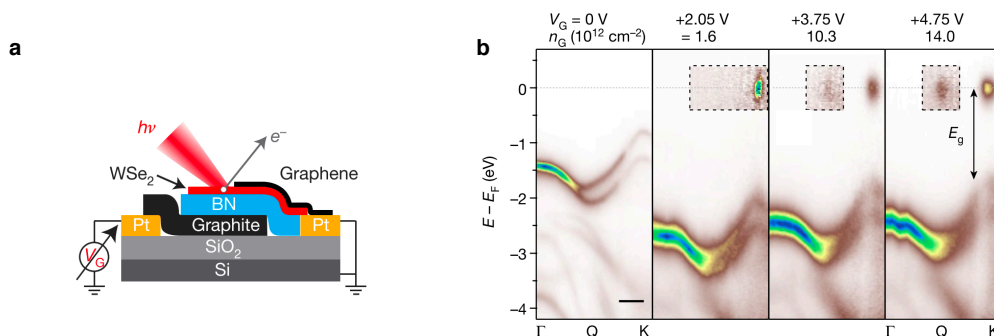 a
hν
e⁻
WSe₂
Graphene
BN
Pt
Graphite
Pt
V_G
SiO₂
Si
b
V_G = 0 V +2.05 V +3.75 V +4.75 V
n_G (10¹² cm⁻²) = 1.6 10.3 14.0
E – E_F (eV)
0
–1
–2
–3
–4
E_g
Γ Q K Γ Q K